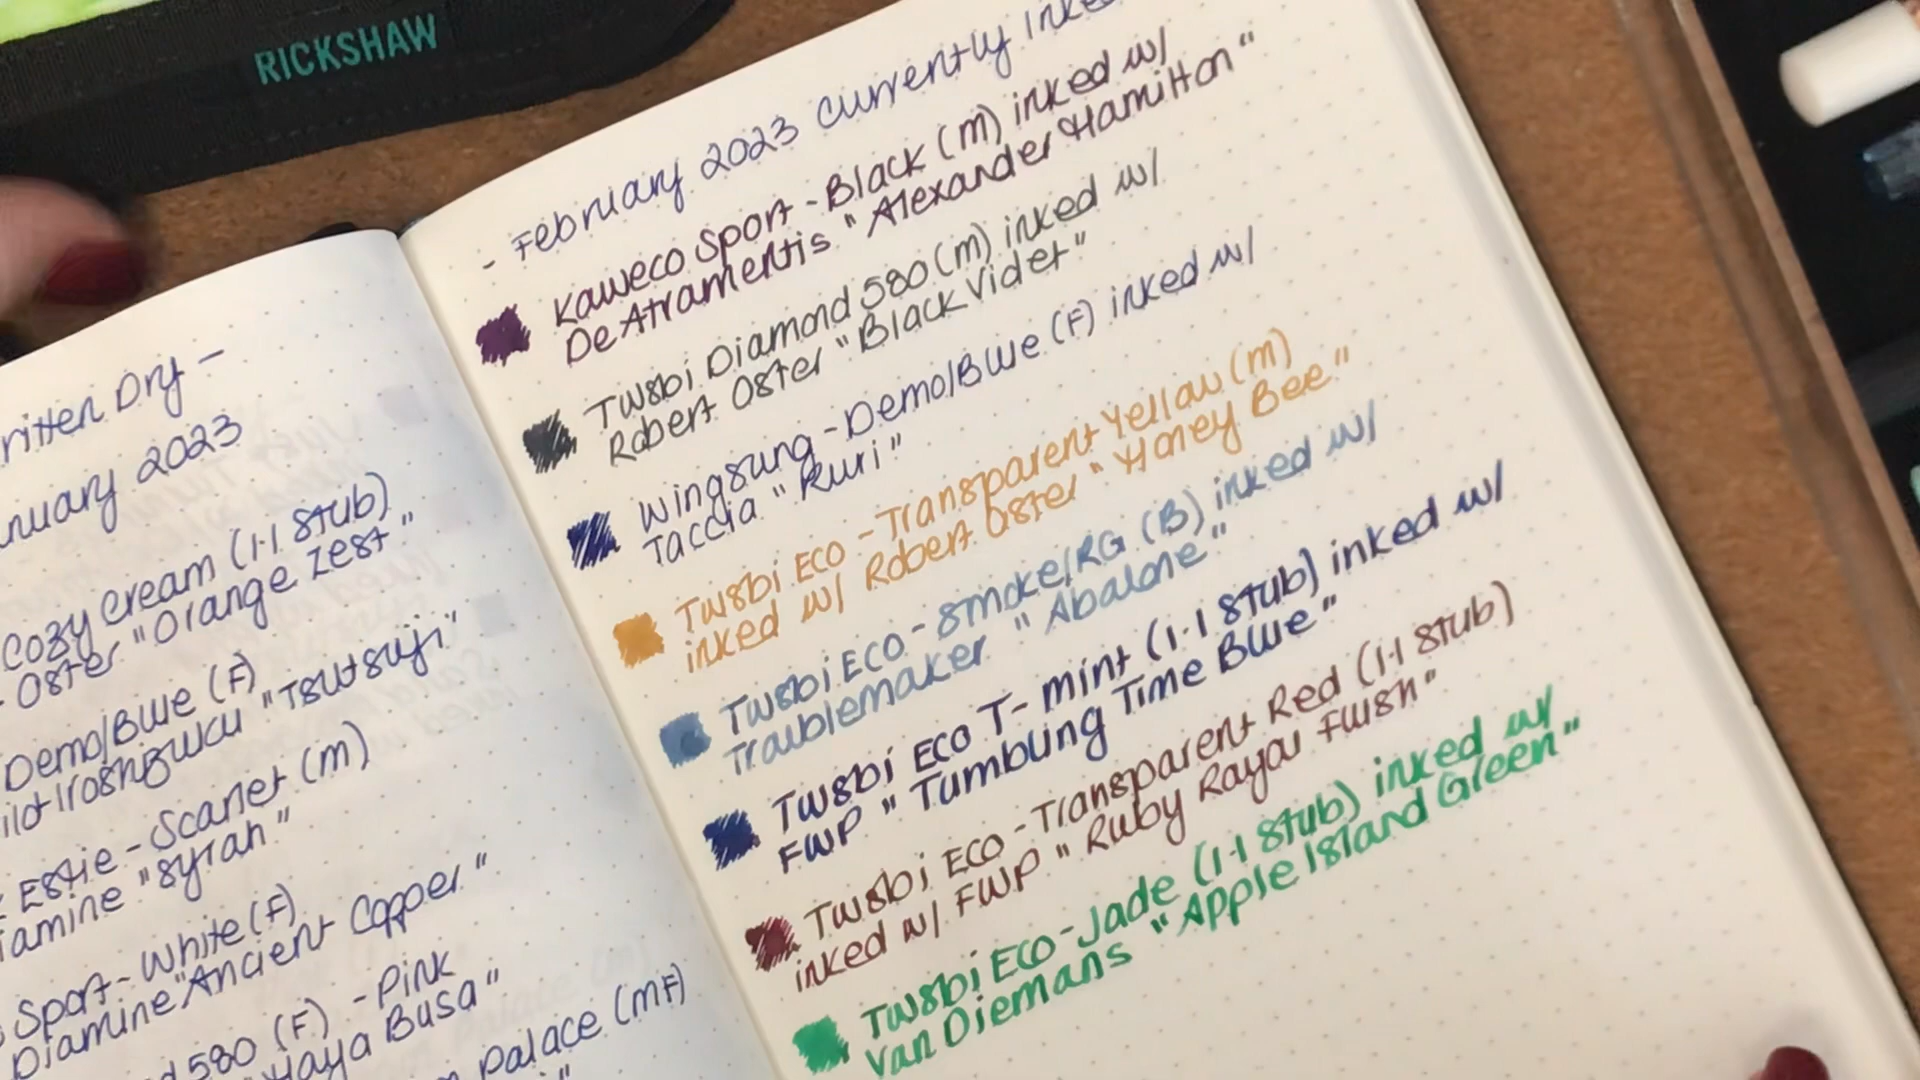 RICKSHAW
ritten Dry -
nuary 2023
Cozy Cream (1.1 Stub)
Oster "Orange Zest"
Demo/Blue (F)
ilot Iroshizuku "Tsutsuji"
Estie - Scarlet (M)
iamine "Syrah"
Sport - White (F)
Diamine "Ancient Copper"
d 580 (F) - Pink
"Haya Busa"
Palace (MF)
- February 2023 Currently Inke
Kaweco Sport - Black (M) inked w/
De Atramentis "Alexander Hamilton"
Twsbi Diamond 580 (M) inked w/
Robert Oster "Black Violet"
Wingsung - Demo/Blue (F) inked w/
Taccia "Ruri"
Twsbi ECO - Transparent Yellow (M)
inked w/ Robert Oster "Honey Bee"
Twsbi ECO - Smoke/RG (B) inked w/
Troublemaker "Abalone"
Twsbi ECO T- mint (1.1 Stub) inked w/
FWP "Tumbling Time Blue"
Twsbi ECO - Transparent Red (1.1 Stub)
inked w/ FWP "Ruby Rayar Flush"
Twsbi ECO - Jade (1.1 Stub) inked w/
Van Diemans "Apple Island Green"